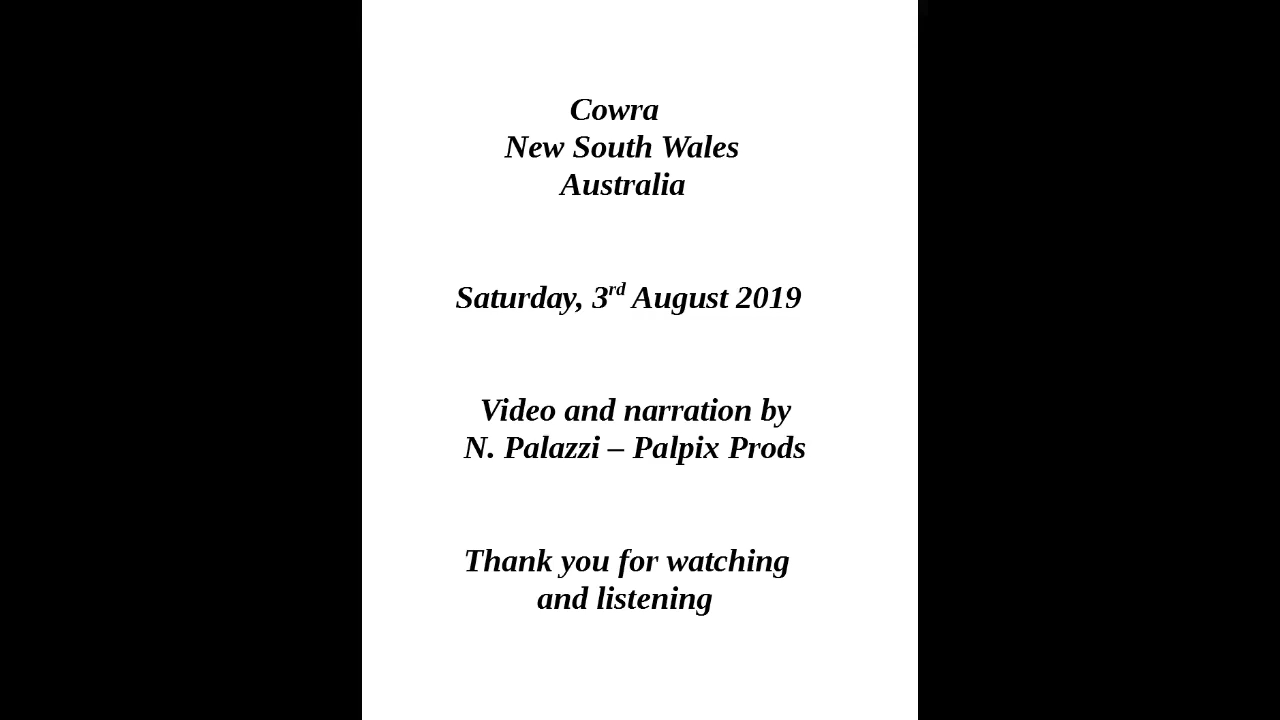 Cowra
New South Wales
Australia
Saturday, 3rd August 2019
Video and narration by
N. Palazzi – Palpix Prods
Thank you for watching
and listening